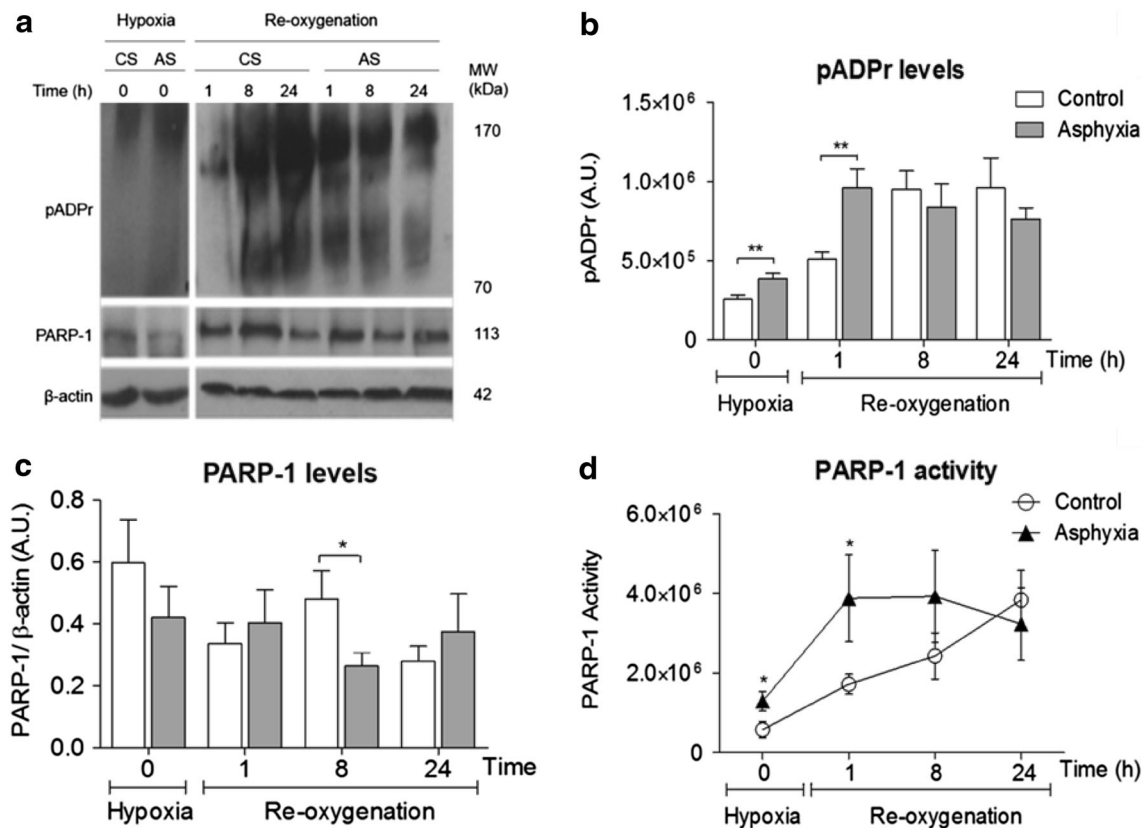 a
Hypoxia Re-oxygenation
CS AS CS AS
Time (h) 0 0 1 8 24 1 8 24 MW (kDa)
pADPr 170
70
PARP-1 113
β-actin 42
b
pADPr levels
Control
Asphyxia
pADPr (A.U.)
1.5×10⁶
1.0×10⁶
5.0×10⁵
0
** **
0 1 8 24 Time (h)
Hypoxia Re-oxygenation
c
PARP-1 levels
PARP-1/ β-actin (A.U.)
0.8
0.6
0.4
0.2
0.0
*
0 1 8 24 Time
Hypoxia Re-oxygenation
d
PARP-1 activity
Control
Asphyxia
PARP-1 Activity
6.0×10⁶
4.0×10⁶
2.0×10⁶
0
* *
0 1 8 24 Time (h)
Hypoxia Re-oxygenation